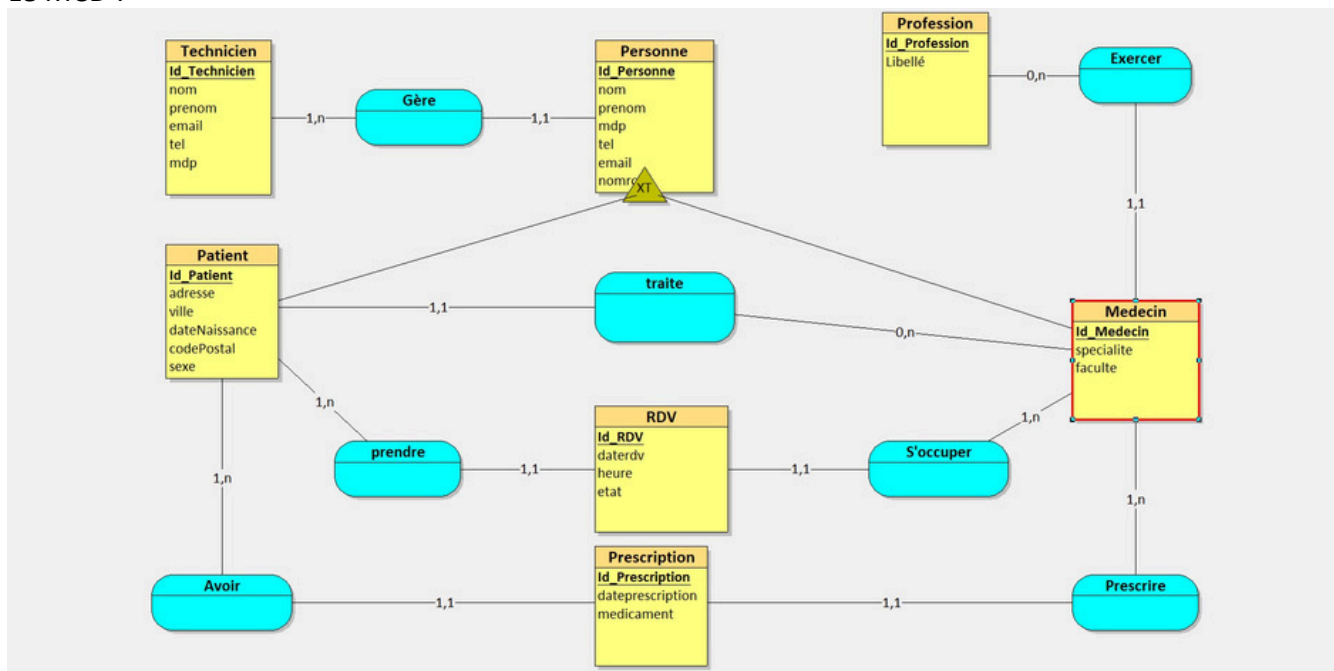 Technicien
Id_Technicien
nom
prenom
email
tel
mdp
1,n
Gère
1,1
Personne
Id_Personne
nom
prenom
mdp
tel
email
XT
Profession
Id_Profession
Libellé
0,n
Exercer
1,1
Patient
Id_Patient
adresse
ville
dateNaissance
codePostal
sexe
1,1
traite
0,n
Medecin
Id_Medecin
specialite
faculte
1,n
prendre
1,1
RDV
Id_RDV
daterdv
heure
etat
1,1
S'occuper
1,n
1,n
Avoir
1,1
Prescription
Id_Prescription
dateprescription
medicament
1,1
Prescrire
1,n